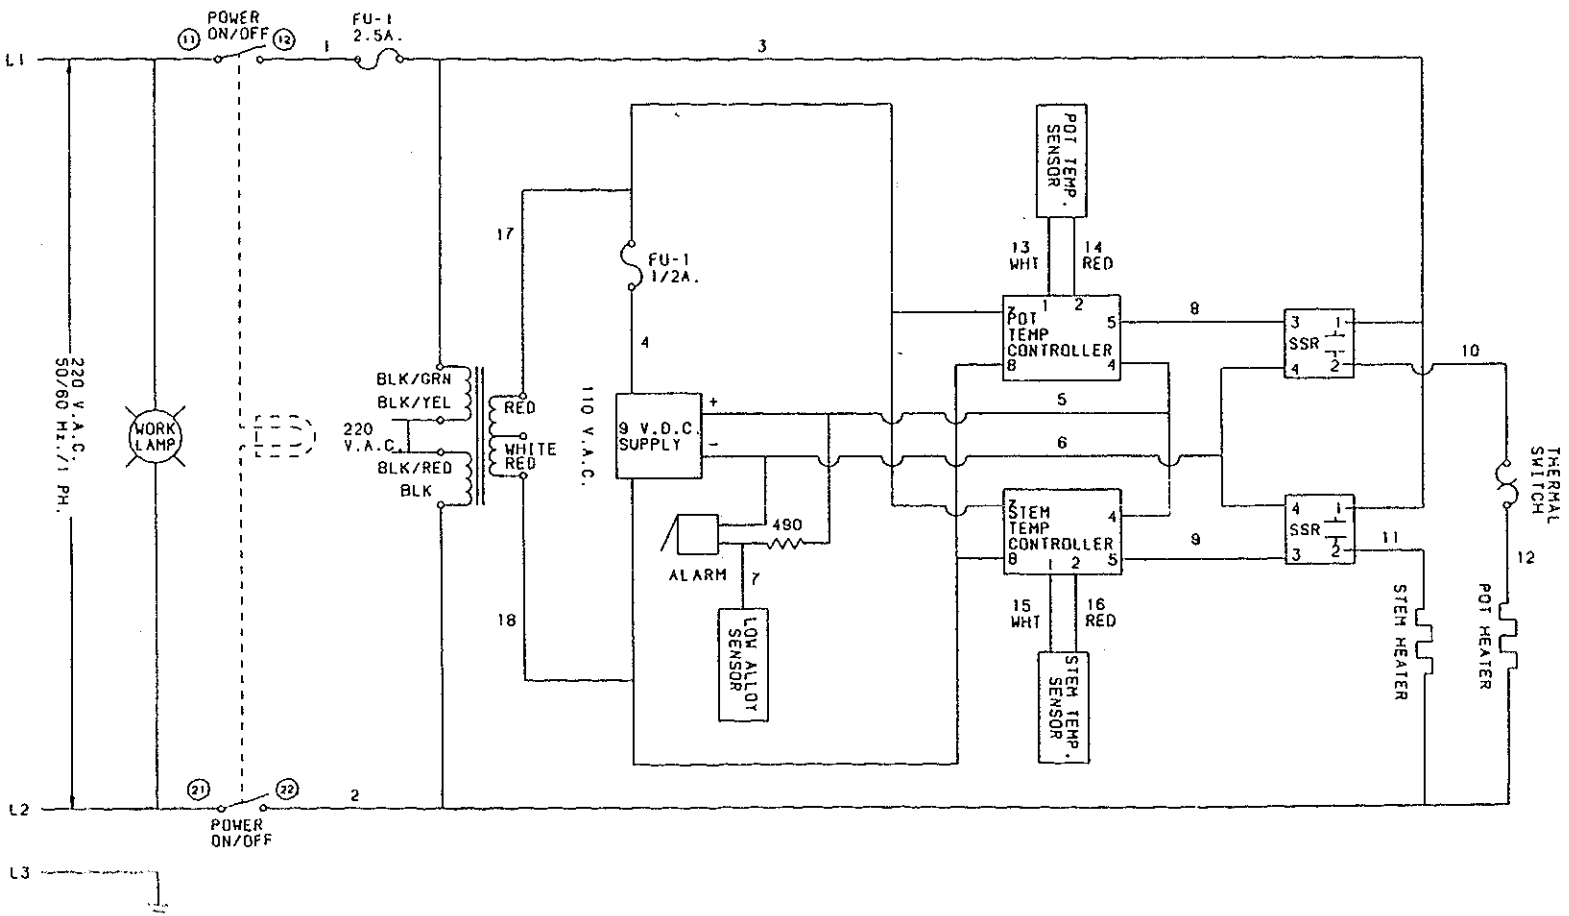 POWER
ON/OFF
11
12
FU-1
2.5A.
L1
1
3
220 V.A.C.
50/60 Hz./1 PH.
WORK
LAMP
BLK/GRN
BLK/YEL
220
V.A.C.
BLK/RED
BLK
RED
WHITE
RED
17
18
110 V.A.C.
FU-1
1/2A.
4
9 V.D.C.
SUPPLY
+
-
ALARM
490
7
LOW ALLOY
SENSOR
POT TEMP.
SENSOR
13
WHT
14
RED
7
1
2
POT
TEMP
CONTROLLER
5
8
4
5
6
7
STEM
TEMP
CONTROLLER
4
8
1
2
5
15
WHT
16
RED
STEM TEMP.
SENSOR
8
9
3
1
SSR
4
2
4
1
SSR
3
2
10
11
12
THERMAL
SWITCH
STEM HEATER
POT HEATER
21
22
L2
2
POWER
ON/OFF
L3